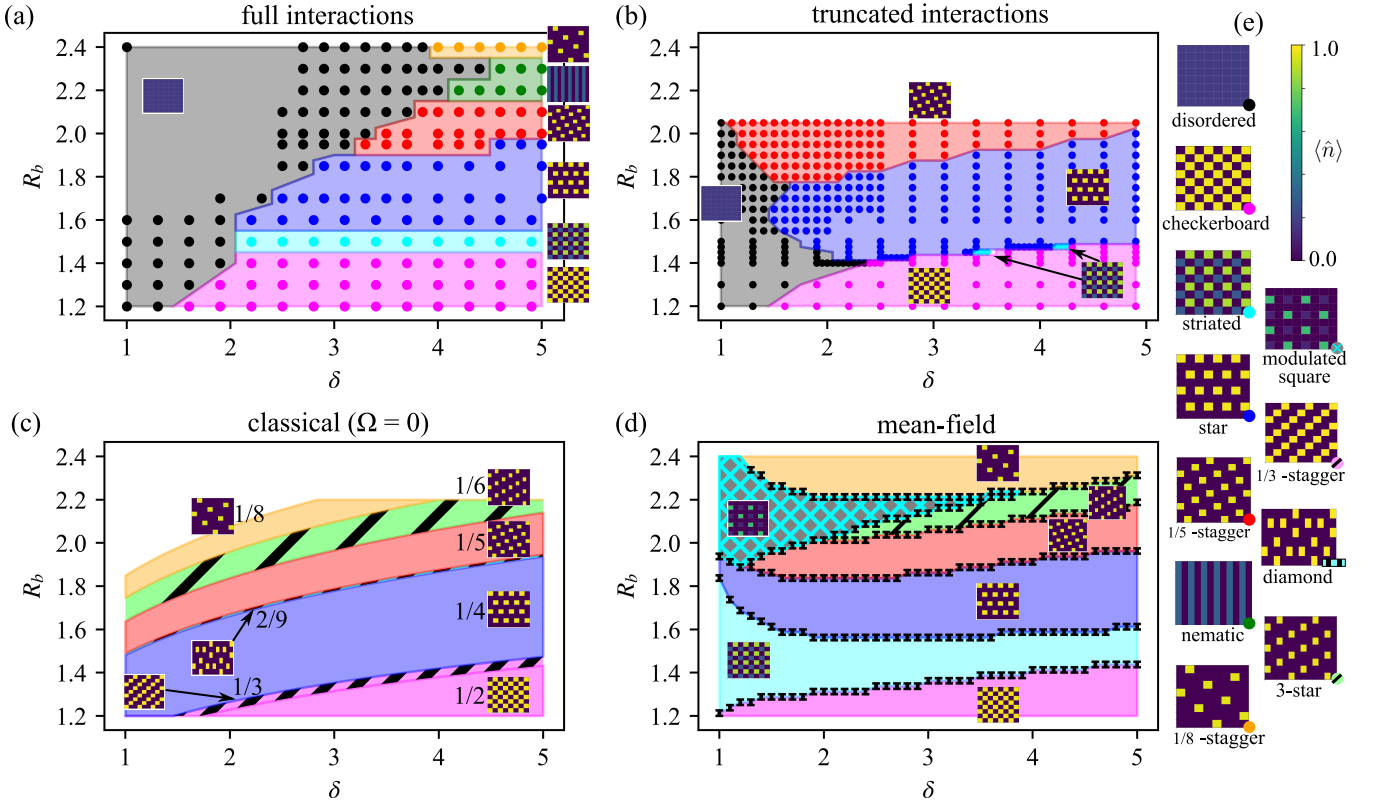 (a)
full interactions
2.4
2.2
2.0
1.8
1.6
1.4
1.2
R_b
1
2
3
4
5
δ
(b)
truncated interactions
2.4
2.2
2.0
1.8
1.6
1.4
1.2
R_b
1
2
3
4
5
δ
(c)
classical (Ω = 0)
2.4
2.2
2.0
1.8
1.6
1.4
1.2
R_b
1/8
1/6
1/5
1/4
2/9
1/3
1/2
1
2
3
4
5
δ
(d)
mean-field
2.4
2.2
2.0
1.8
1.6
1.4
1.2
R_b
1
2
3
4
5
δ
(e)
1.0
⟨n̂⟩
0.0
disordered
checkerboard
striated
modulated
square
star
1/3 -stagger
1/5 -stagger
diamond
nematic
3-star
1/8 -stagger